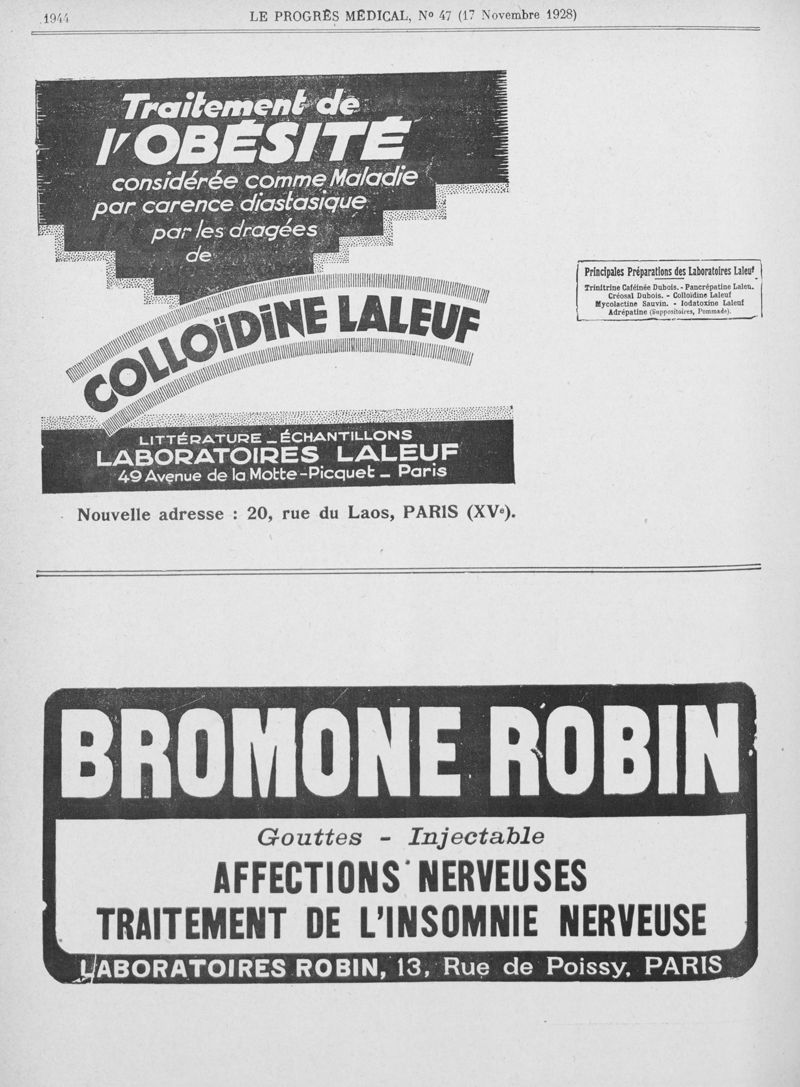 1944
LE PROGRÈS MÉDICAL, Nº 47 (17 Novembre 1928)
Traitement de
l'OBÉSITÉ
considérée comme Maladie
par carence diastasique
par les dragées
de
COLLOÏDINE LALEUF
LITTÉRATURE _ ÉCHANTILLONS
LABORATOIRES LALEUF
49 Avenue de la Motte-Picquet _ Paris
Nouvelle adresse : 20, rue du Laos, PARIS (XVe).
Principales Préparations des Laboratoires Laleuf
Trinitrine Caféinée Dubois. - Pancrépatine Laleu.
Créosal Dubois. - Colloidine Laleuf
Mycolactine Sauvin. - Iodatoxine Laleuf
Adrépatine (Suppositoires, Pommade).
BROMONE ROBIN
Gouttes - Injectable
AFFECTIONS NERVEUSES
TRAITEMENT DE L'INSOMNIE NERVEUSE
LABORATOIRES ROBIN, 13, Rue de Poissy, PARIS